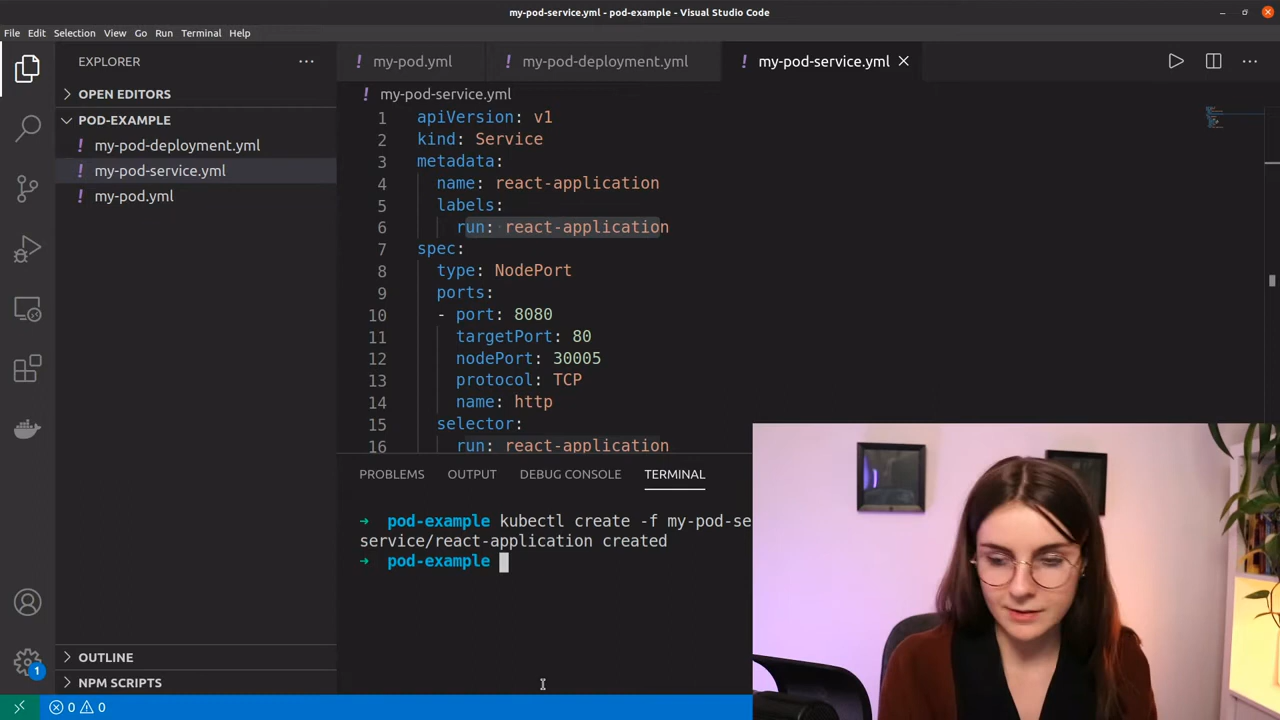 my-pod-service.yml - pod-example - Visual Studio Code
File Edit Selection View Go Run Terminal Help
EXPLORER
OPEN EDITORS
POD-EXAMPLE
! my-pod-deployment.yml
! my-pod-service.yml
! my-pod.yml
OUTLINE
NPM SCRIPTS
1
0 0
! my-pod.yml ! my-pod-deployment.yml ! my-pod-service.yml
! my-pod-service.yml
1 apiVersion: v1
2 kind: Service
3 metadata:
4 name: react-application
5 labels:
6 run: react-application
7 spec:
8 type: NodePort
9 ports:
10 - port: 8080
11 targetPort: 80
12 nodePort: 30005
13 protocol: TCP
14 name: http
15 selector:
16 run: react-application
PROBLEMS OUTPUT DEBUG CONSOLE TERMINAL
➜ pod-example kubectl create -f my-pod-se
service/react-application created
➜ pod-example